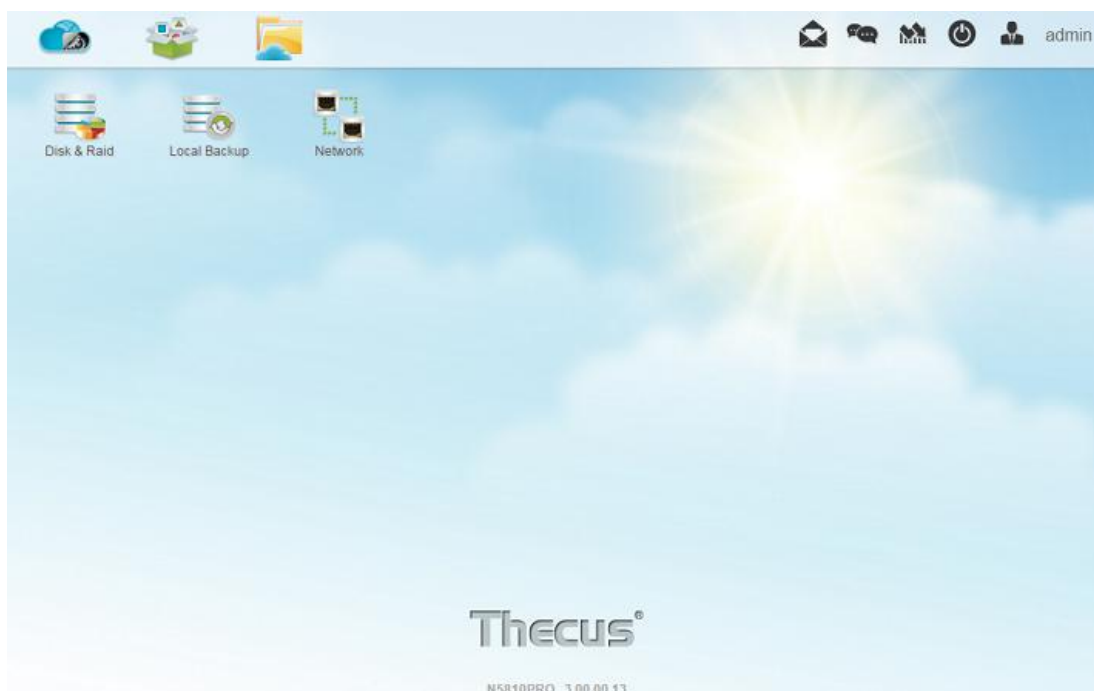 admin
Disk & Raid
Local Backup
Network
Thecus®
N5810PRO 3.00.00.13